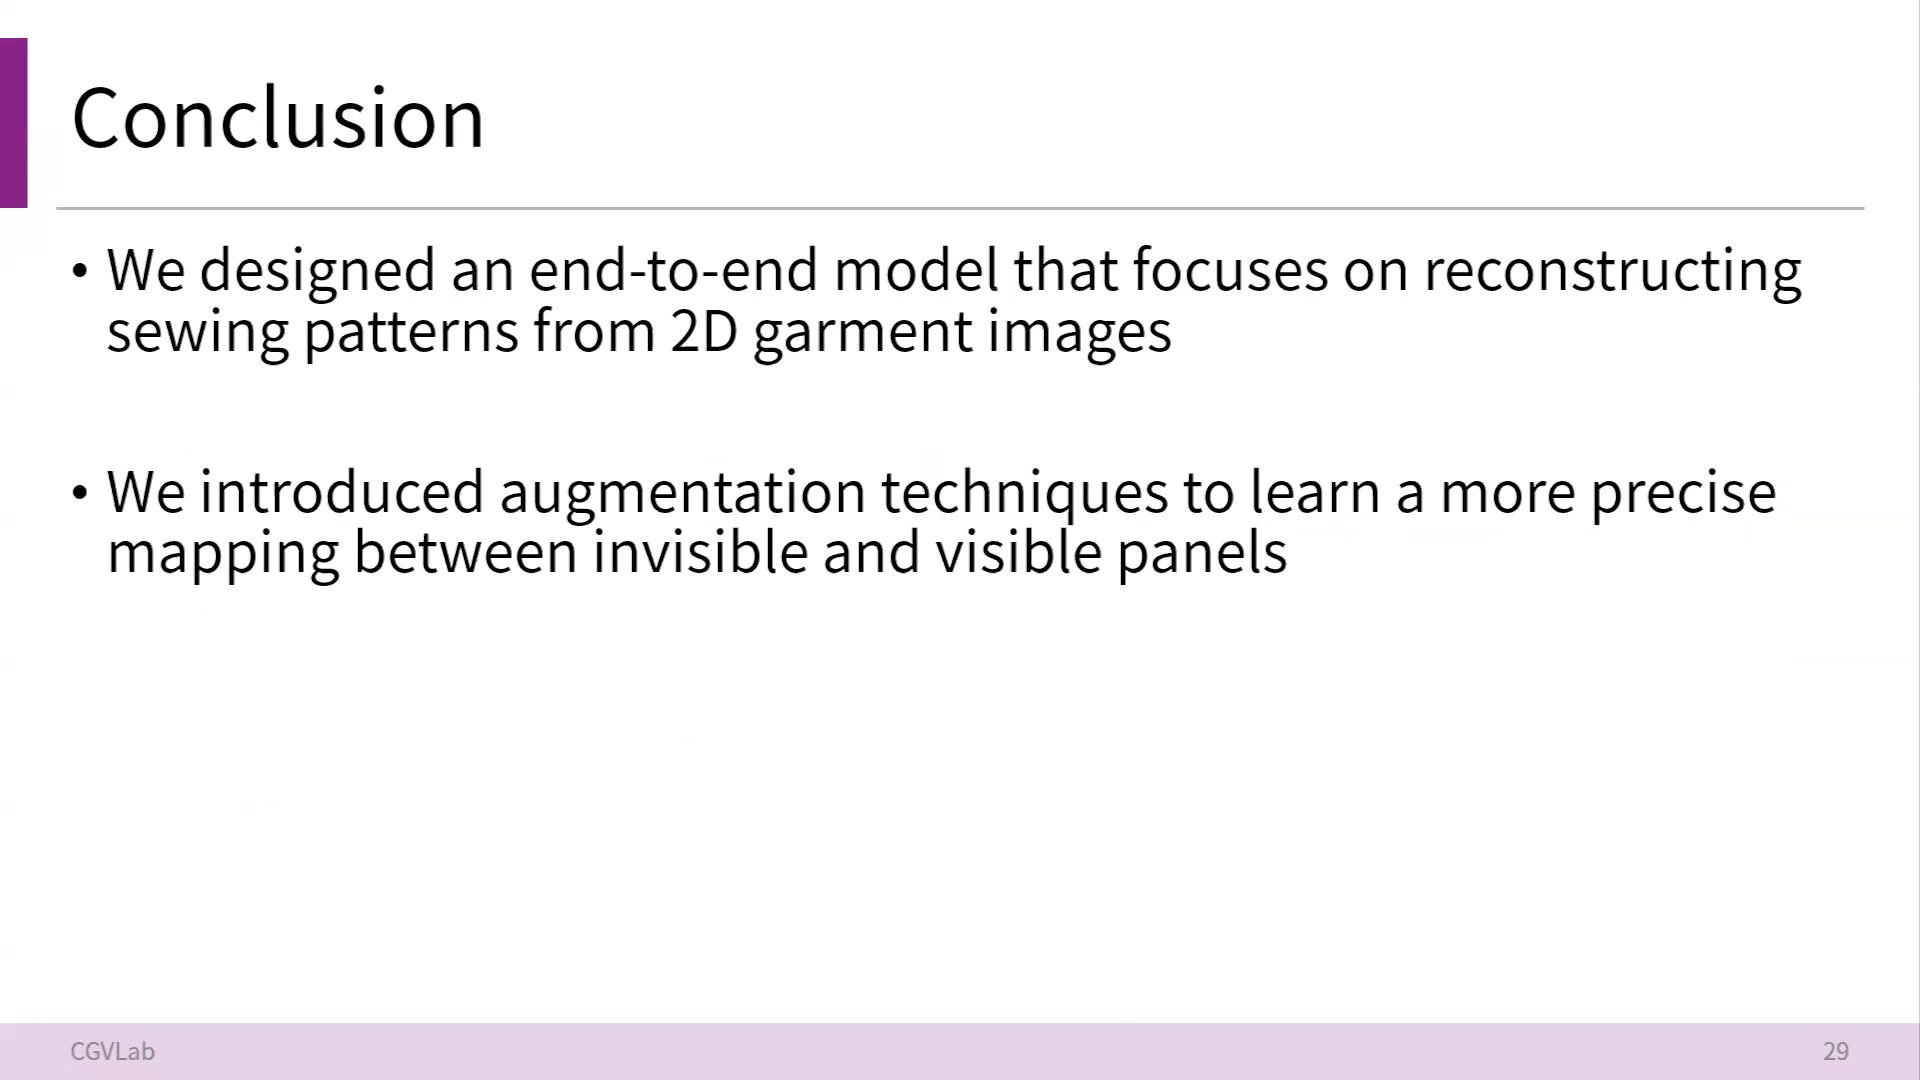 Conclusion
• We designed an end-to-end model that focuses on reconstructing
sewing patterns from 2D garment images
• We introduced augmentation techniques to learn a more precise
mapping between invisible and visible panels
CGVLab
29